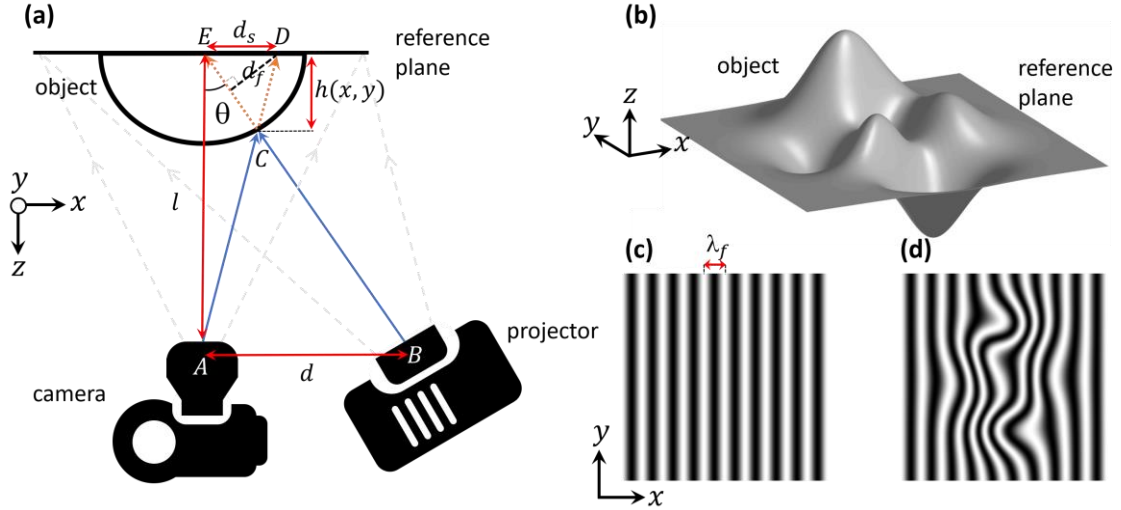 (a)
E d_s D
reference
plane
object
d_f
h(x, y)
θ
C
y
x
l
z
projector
A
B
d
camera
(b)
object
reference
plane
z
y
x
(c)
λ_f
(d)
y
x